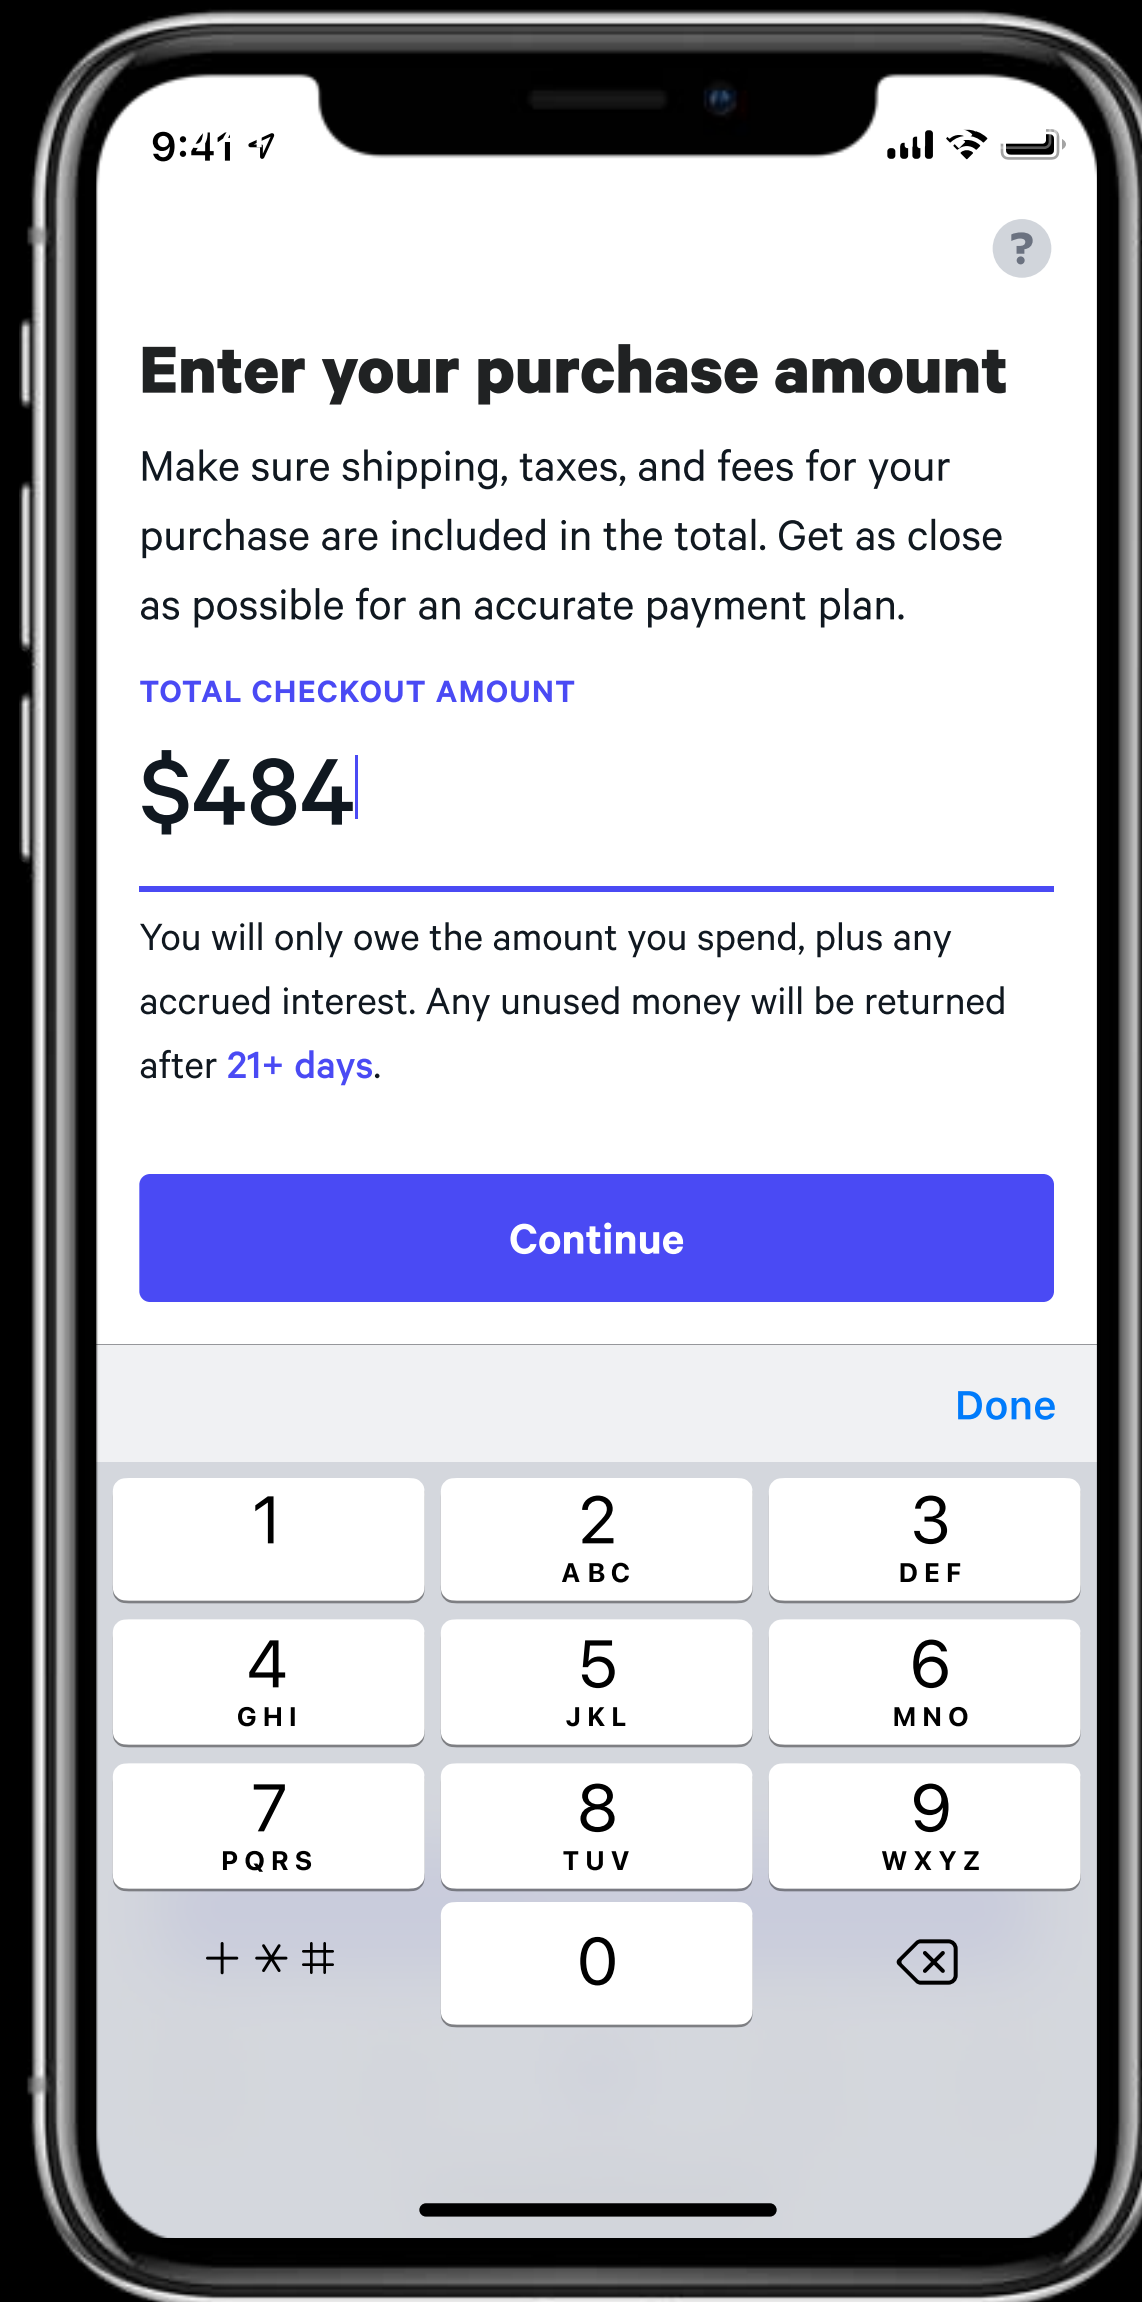 9:41
?
Enter your purchase amount
Make sure shipping, taxes, and fees for your
purchase are included in the total. Get as close
as possible for an accurate payment plan.
TOTAL CHECKOUT AMOUNT
$484
You will only owe the amount you spend, plus any
accrued interest. Any unused money will be returned
after 21+ days.
Continue
Done
1 2 3
ABC DEF
4 5 6
GHI JKL MNO
7 8 9
PQRS TUV WXYZ
+ * # 0